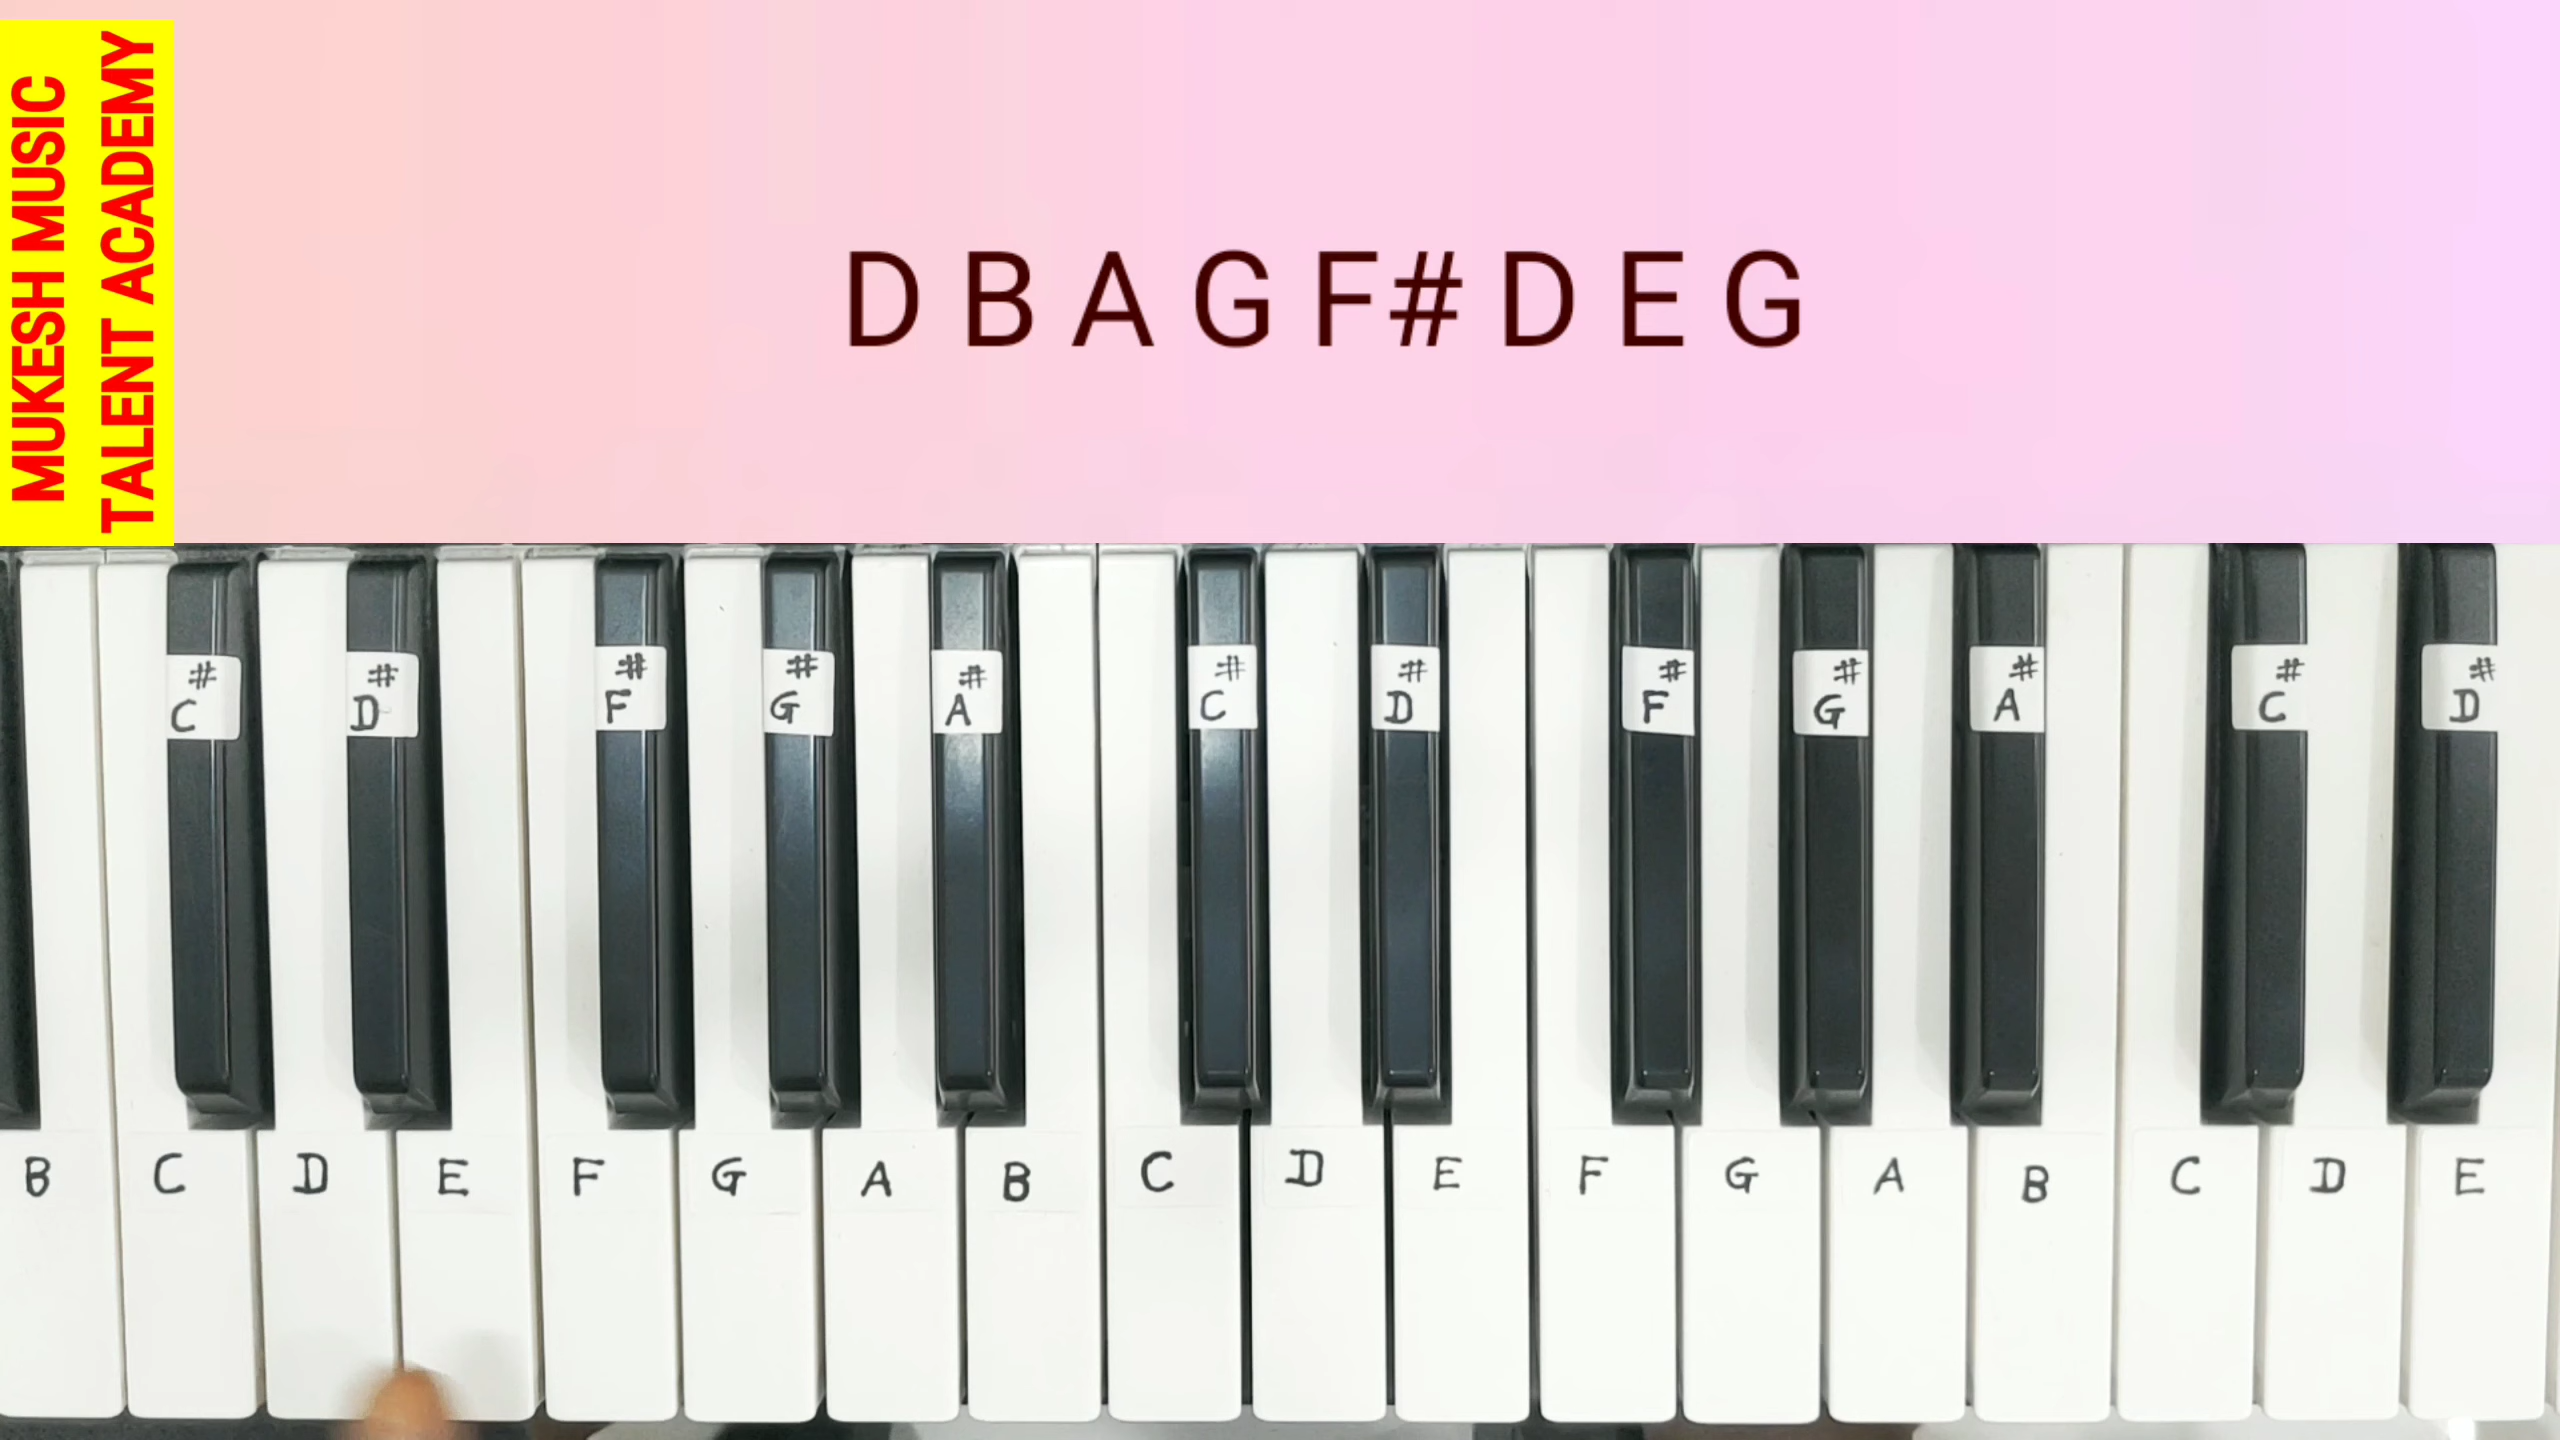 MUKESH MUSIC
TALENT ACADEMY
D B A G F# D E G
C# D# F# G# A# C# D# F# G# A# C# D#
B C D E F G A B C D E F G A B C D E